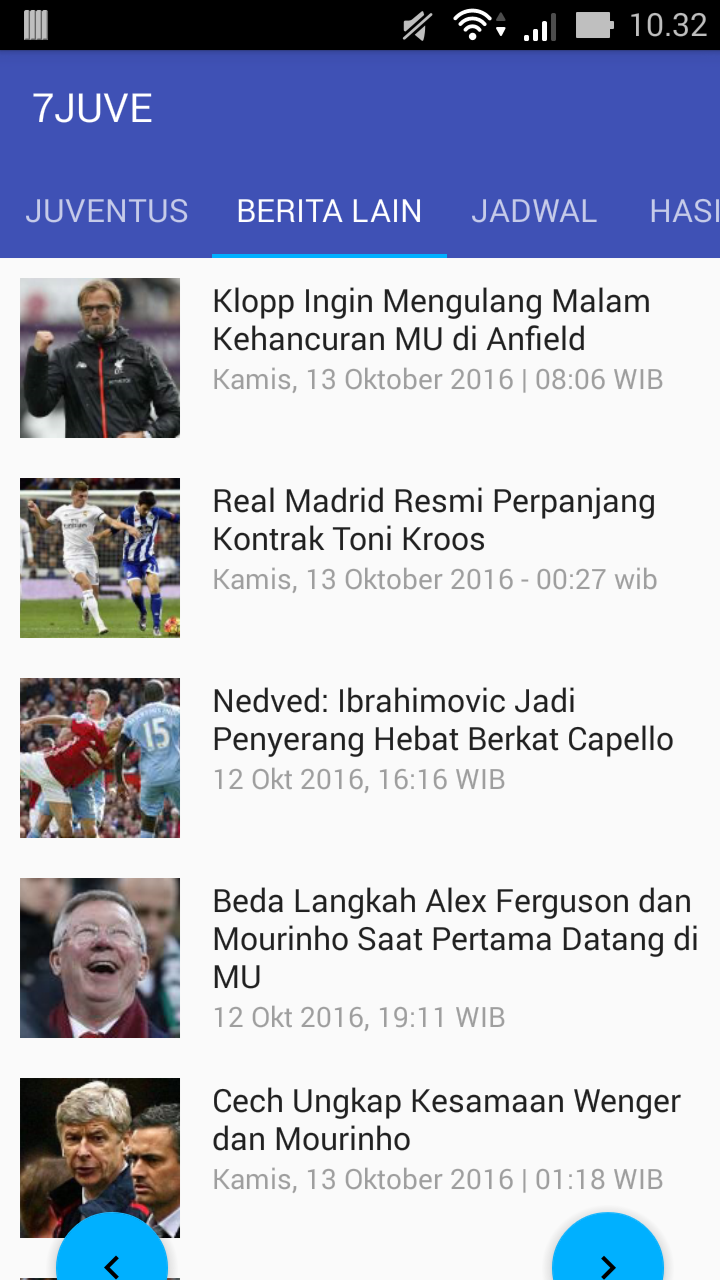 10.32
7JUVE
JUVENTUS BERITA LAIN JADWAL HASI
Klopp Ingin Mengulang Malam
Kehancuran MU di Anfield
Kamis, 13 Oktober 2016 | 08:06 WIB
Real Madrid Resmi Perpanjang
Kontrak Toni Kroos
Kamis, 13 Oktober 2016 - 00:27 wib
Nedved: Ibrahimovic Jadi
Penyerang Hebat Berkat Capello
12 Okt 2016, 16:16 WIB
15
Beda Langkah Alex Ferguson dan
Mourinho Saat Pertama Datang di
MU
12 Okt 2016, 19:11 WIB
Cech Ungkap Kesamaan Wenger
dan Mourinho
Kamis, 13 Oktober 2016 | 01:18 WIB